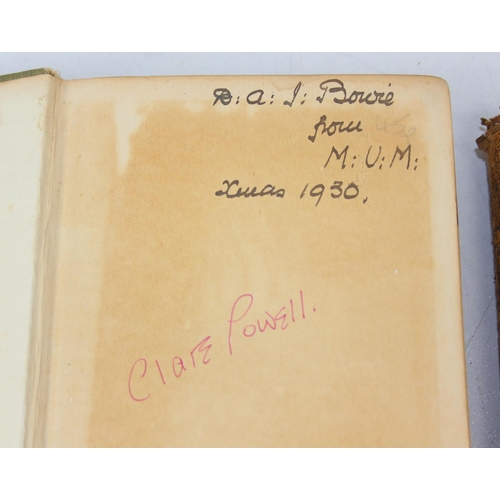 D: A: J: Bowie
from
M: U: M:
Xmas 1930.
Clare Powell.